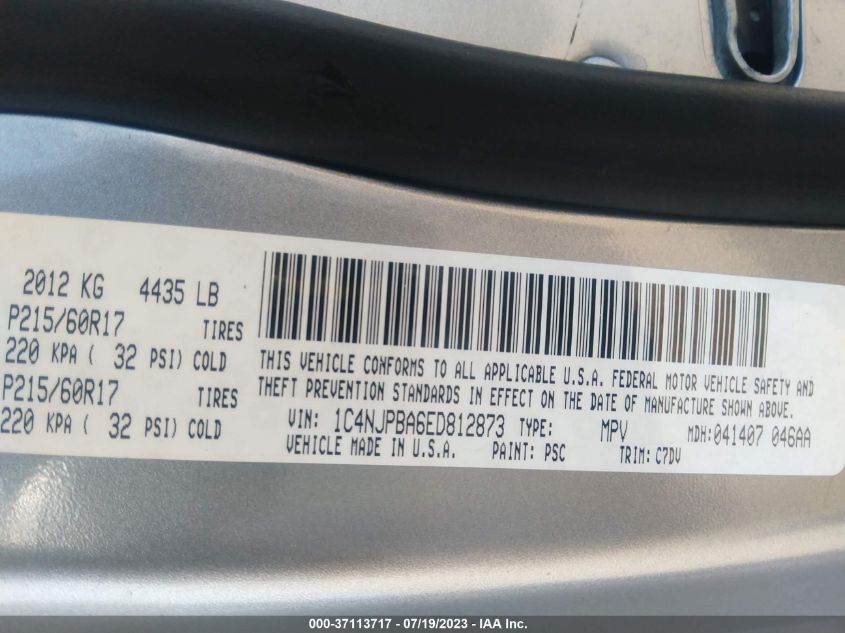 2012 KG 4435 LB
P215/60R17 TIRES
220 KPA ( 32 PSI) COLD
P215/60R17 TIRES
220 KPA ( 32 PSI) COLD
THIS VEHICLE CONFORMS TO ALL APPLICABLE U.S.A. FEDERAL MOTOR VEHICLE SAFETY AND
THEFT PREVENTION STANDARDS IN EFFECT ON THE DATE OF MANUFACTURE SHOWN ABOVE.
VIN: 1C4NJPBA6ED812873 TYPE: MPV MDH:041407 046AA
VEHICLE MADE IN U.S.A. PAINT: PSC TRIM: C7DV
000-37113717 - 07/19/2023 - IAA Inc.